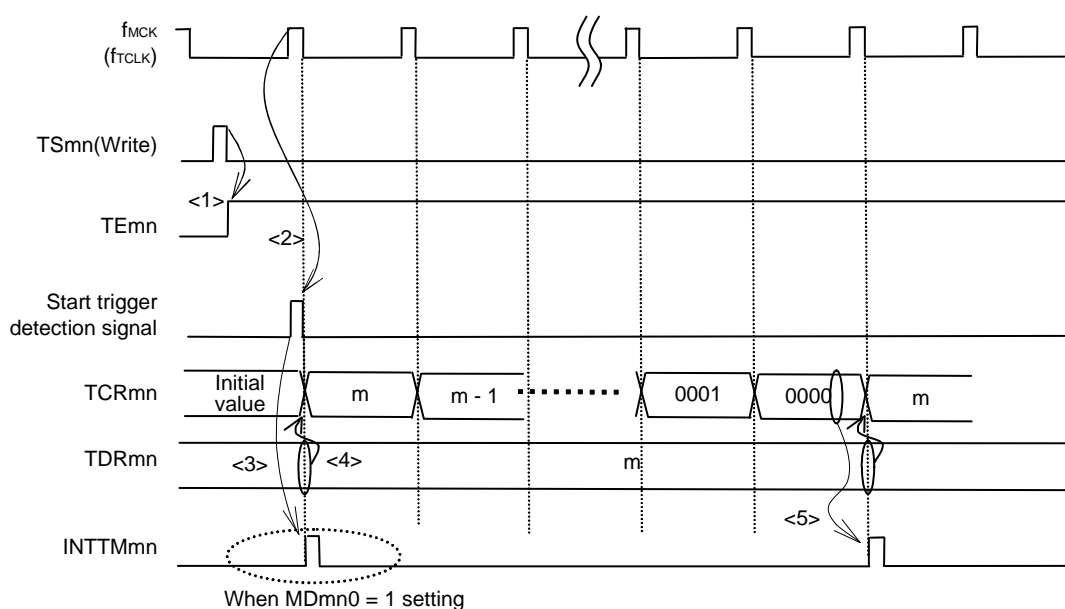 fMCK
(fTCLK)
TSmn(Write)
<1>
TEmn
<2>
Start trigger
detection signal
TCRmn
Initial
value
m
m - 1
0001
0000
m
TDRmn
<3>
<4>
m
<5>
INTTMmn
When MDmn0 = 1 setting